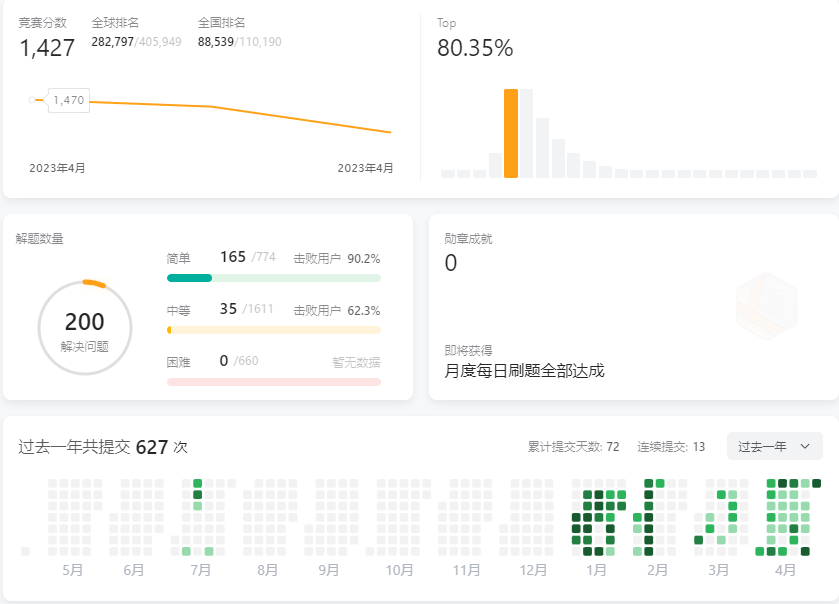 竞赛分数 全球排名 全国排名
1,427 282,797/405,949 88,539/110,190
1,470
2023年4月 2023年4月
Top
80.35%
解题数量
200
解决问题
简单 165 /774 击败用户 90.2%
中等 35 /1611 击败用户 62.3%
困难 0 /660 暂无数据
勋章成就
0
即将获得
月度每日刷题全部达成
过去一年共提交 627 次 累计提交天数: 72 连续提交: 13 过去一年
5月 6月 7月 8月 9月 10月 11月 12月 1月 2月 3月 4月